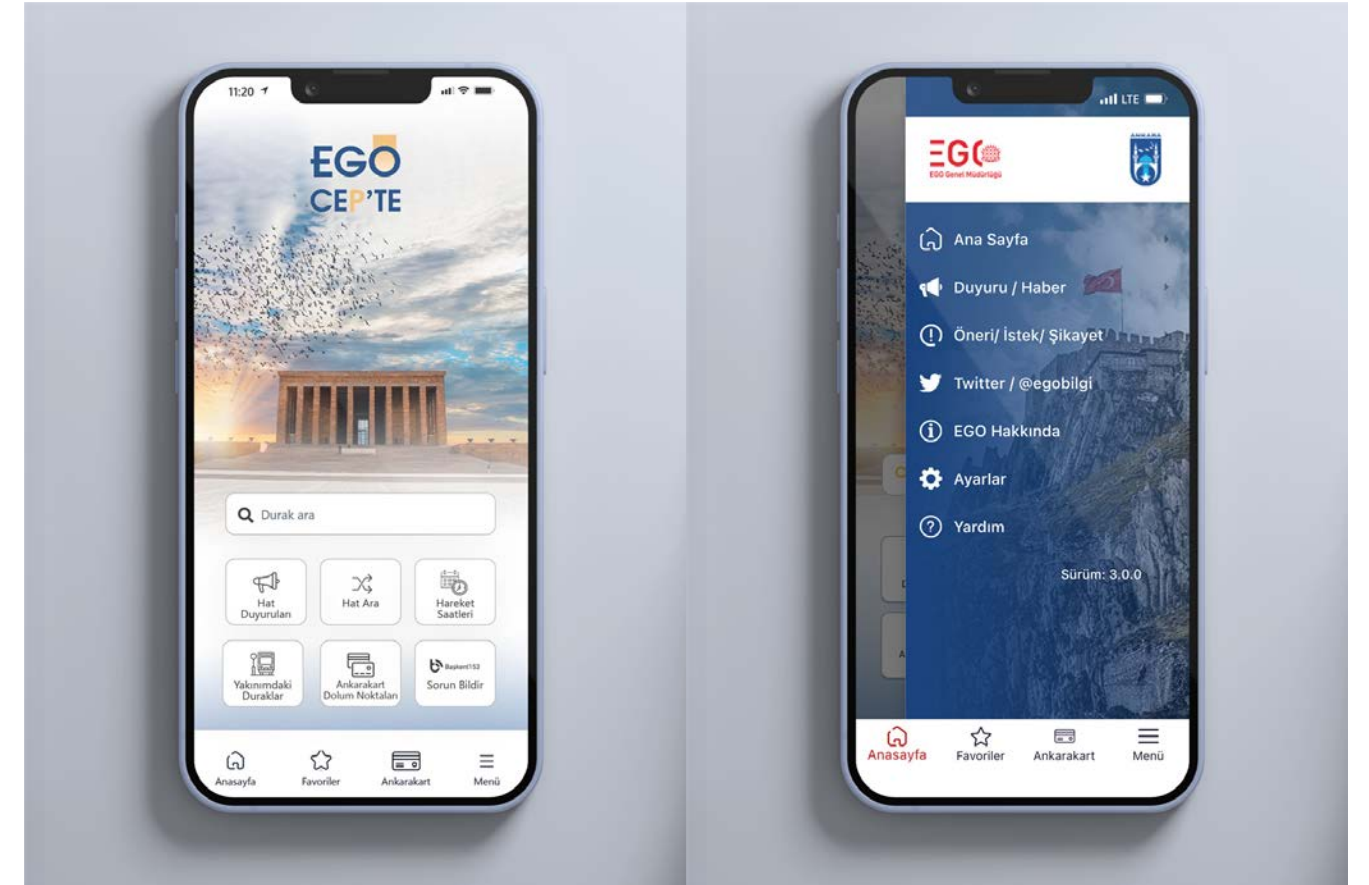 11:20
EGO
CEP'TE
Durak ara
Hat
Duyuruları
Hat Ara
Hareket
Saatleri
Yakınımdaki
Duraklar
Ankarakart
Dolum Noktaları
Başkent153
Sorun Bildir
Anasayfa
Favoriler
Ankarakart
Menü
LTE
EGO
EGO Genel Müdürlüğü
ANKARA
Ana Sayfa
Duyuru / Haber
Öneri/ İstek/ Şikayet
Twitter / @egobilgi
EGO Hakkında
Ayarlar
Yardım
Sürüm: 3.0.0
Anasayfa
Favoriler
Ankarakart
Menü